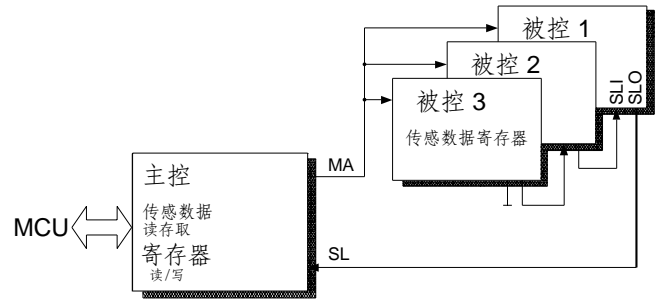 被控 1
被控 2
被控 3
传感数据寄存器
SLI
SLO
主控
MA
传感数据
读存取
MCU
寄存器
读/写
SL